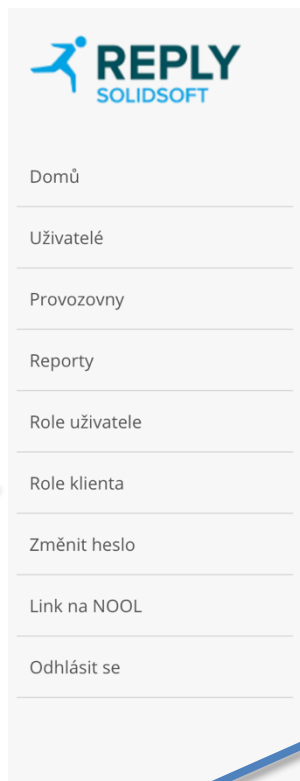 REPLY
SOLIDSOFT
Domů
Uživatelé
Provozovny
Reporty
Role uživatele
Role klienta
Změnit heslo
Link na NOOL
Odhlásit se